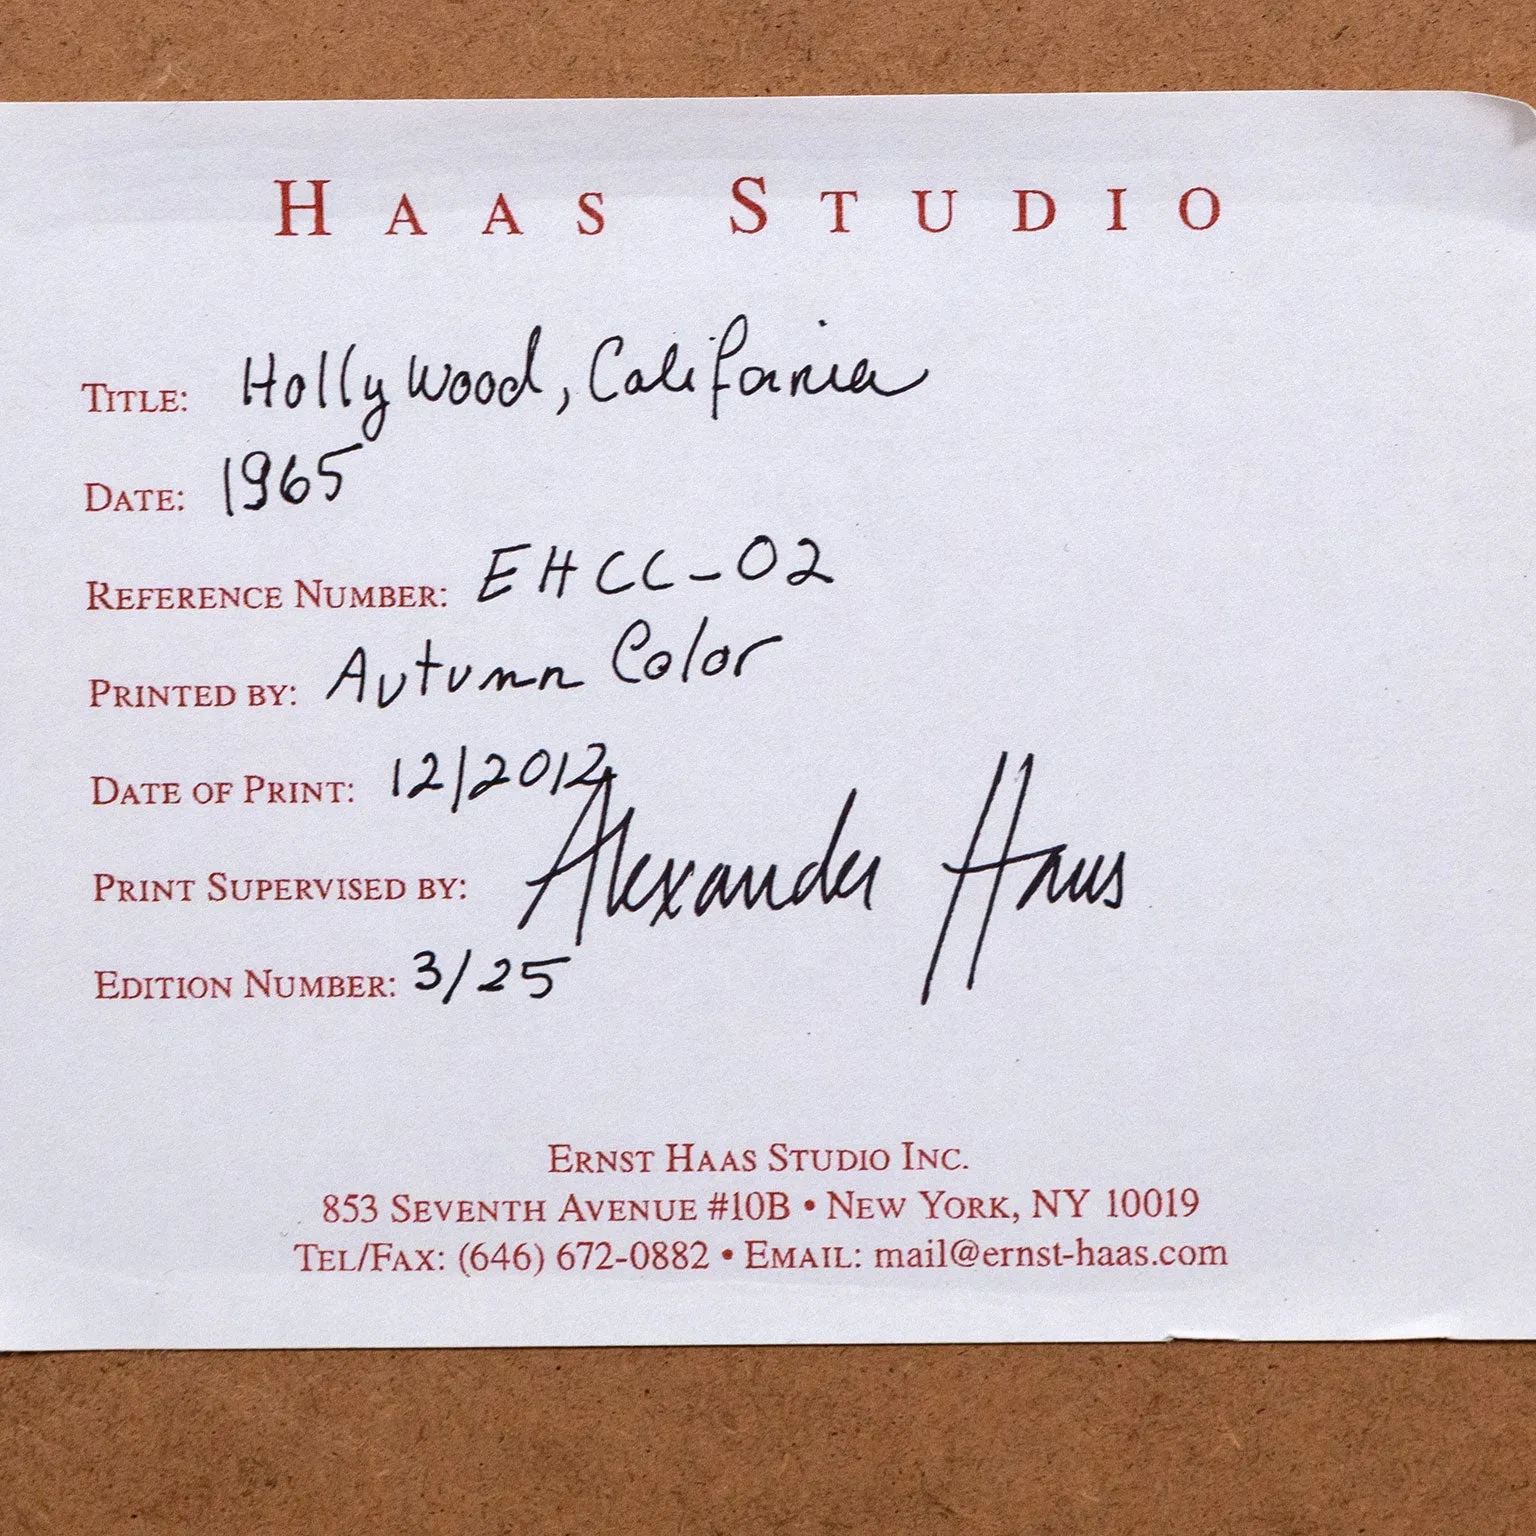 HAAS STUDIO
TITLE: Hollywood, California
DATE: 1965
REFERENCE NUMBER: EHCC-02
PRINTED BY: Autumn Color
DATE OF PRINT: 12/2012
PRINT SUPERVISED BY: Alexander Haas
EDITION NUMBER: 3/25
ERNST HAAS STUDIO INC.
853 SEVENTH AVENUE #10B • NEW YORK, NY 10019
TEL/FAX: (646) 672-0882 • EMAIL: mail@ernst-haas.com